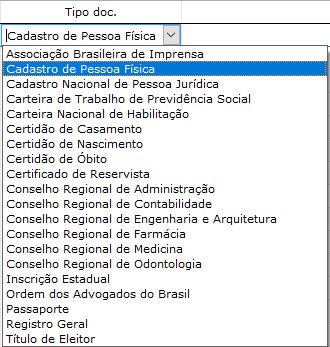 Tipo doc.
Cadastro de Pessoa Física
Associação Brasileira de Imprensa
Cadastro de Pessoa Física
Cadastro Nacional de Pessoa Jurídica
Carteira de Trabalho de Previdência Social
Carteira Nacional de Habilitação
Certidão de Casamento
Certidão de Nascimento
Certidão de Óbito
Certificado de Reservista
Conselho Regional de Administração
Conselho Regional de Contabilidade
Conselho Regional de Engenharia e Arquitetura
Conselho Regional de Farmácia
Conselho Regional de Medicina
Conselho Regional de Odontologia
Inscrição Estadual
Ordem dos Advogados do Brasil
Passaporte
Registro Geral
Título de Eleitor